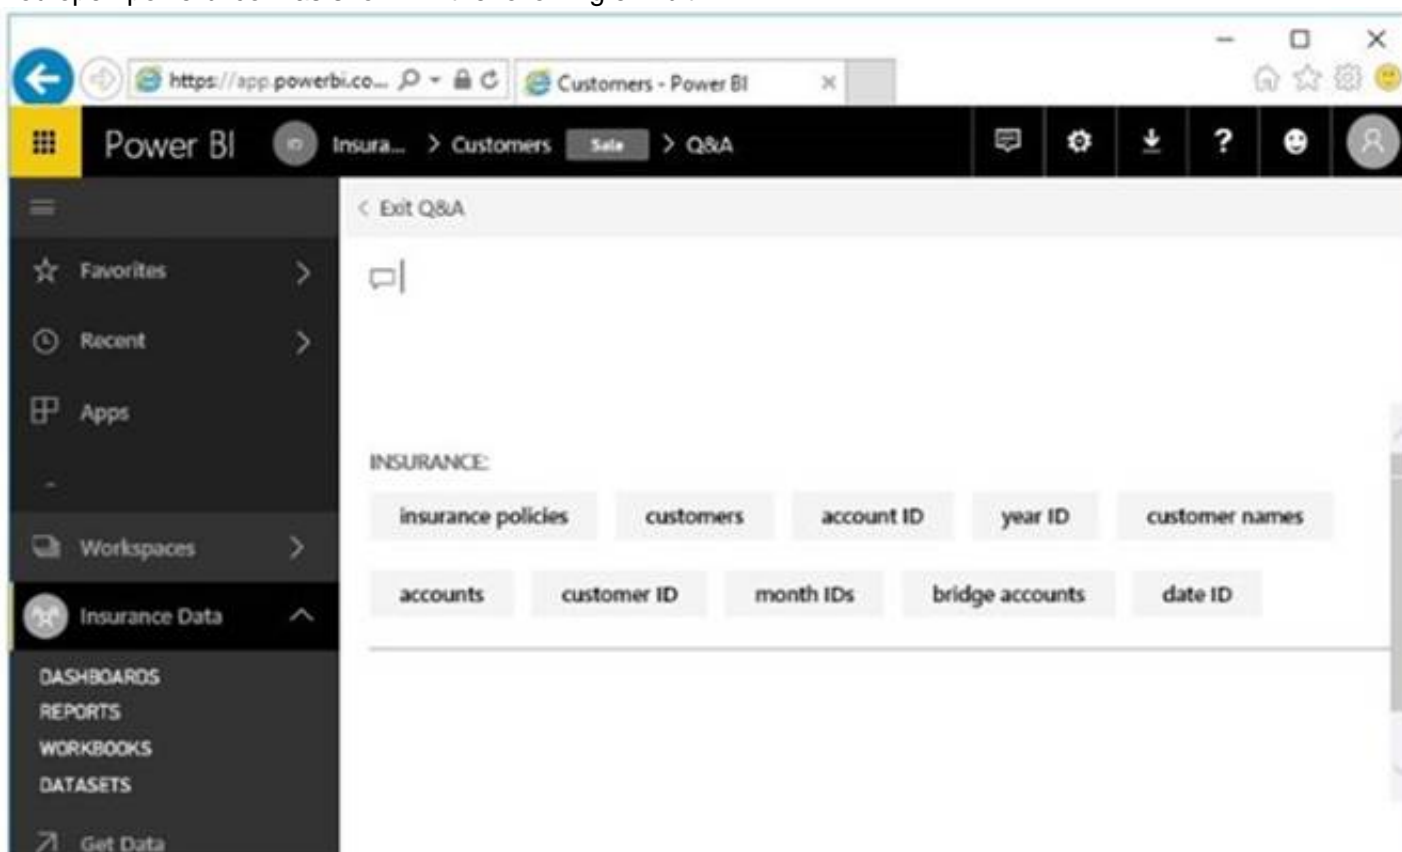 https://app.powerbi.co... Customers - Power BI
Power BI Insura... > Customers Sale > Q&A ?
< Exit Q&A
Favorites >
Recent >
Apps
INSURANCE:
insurance policies customers account ID year ID customer names
Workspaces >
accounts customer ID month IDs bridge accounts date ID
Insurance Data
DASHBOARDS
REPORTS
WORKBOOKS
DATASETS
Get Data